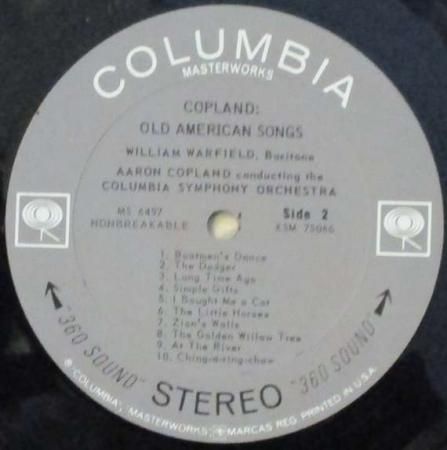 COLUMBIA
MASTERWORKS
COPLAND:
OLD AMERICAN SONGS
WILLIAM WARFIELD, Baritone
AARON COPLAND conducting the
COLUMBIA SYMPHONY ORCHESTRA
MS 6497 Side 2
NONBREAKABLE XSM 75066
1. Boatmen's Dance
2. The Dodger
3. Long Time Ago
4. Simple Gifts
5. I Bought Me a Cat
6. The Little Horses
7. Zion's Walls
8. The Golden Willow Tree
9. At The River
10. Ching-a-ring-chaw
"360 SOUND" STEREO "360 SOUND"
® "COLUMBIA", MASTERWORKS, MARCAS REG. PRINTED IN U.S.A.